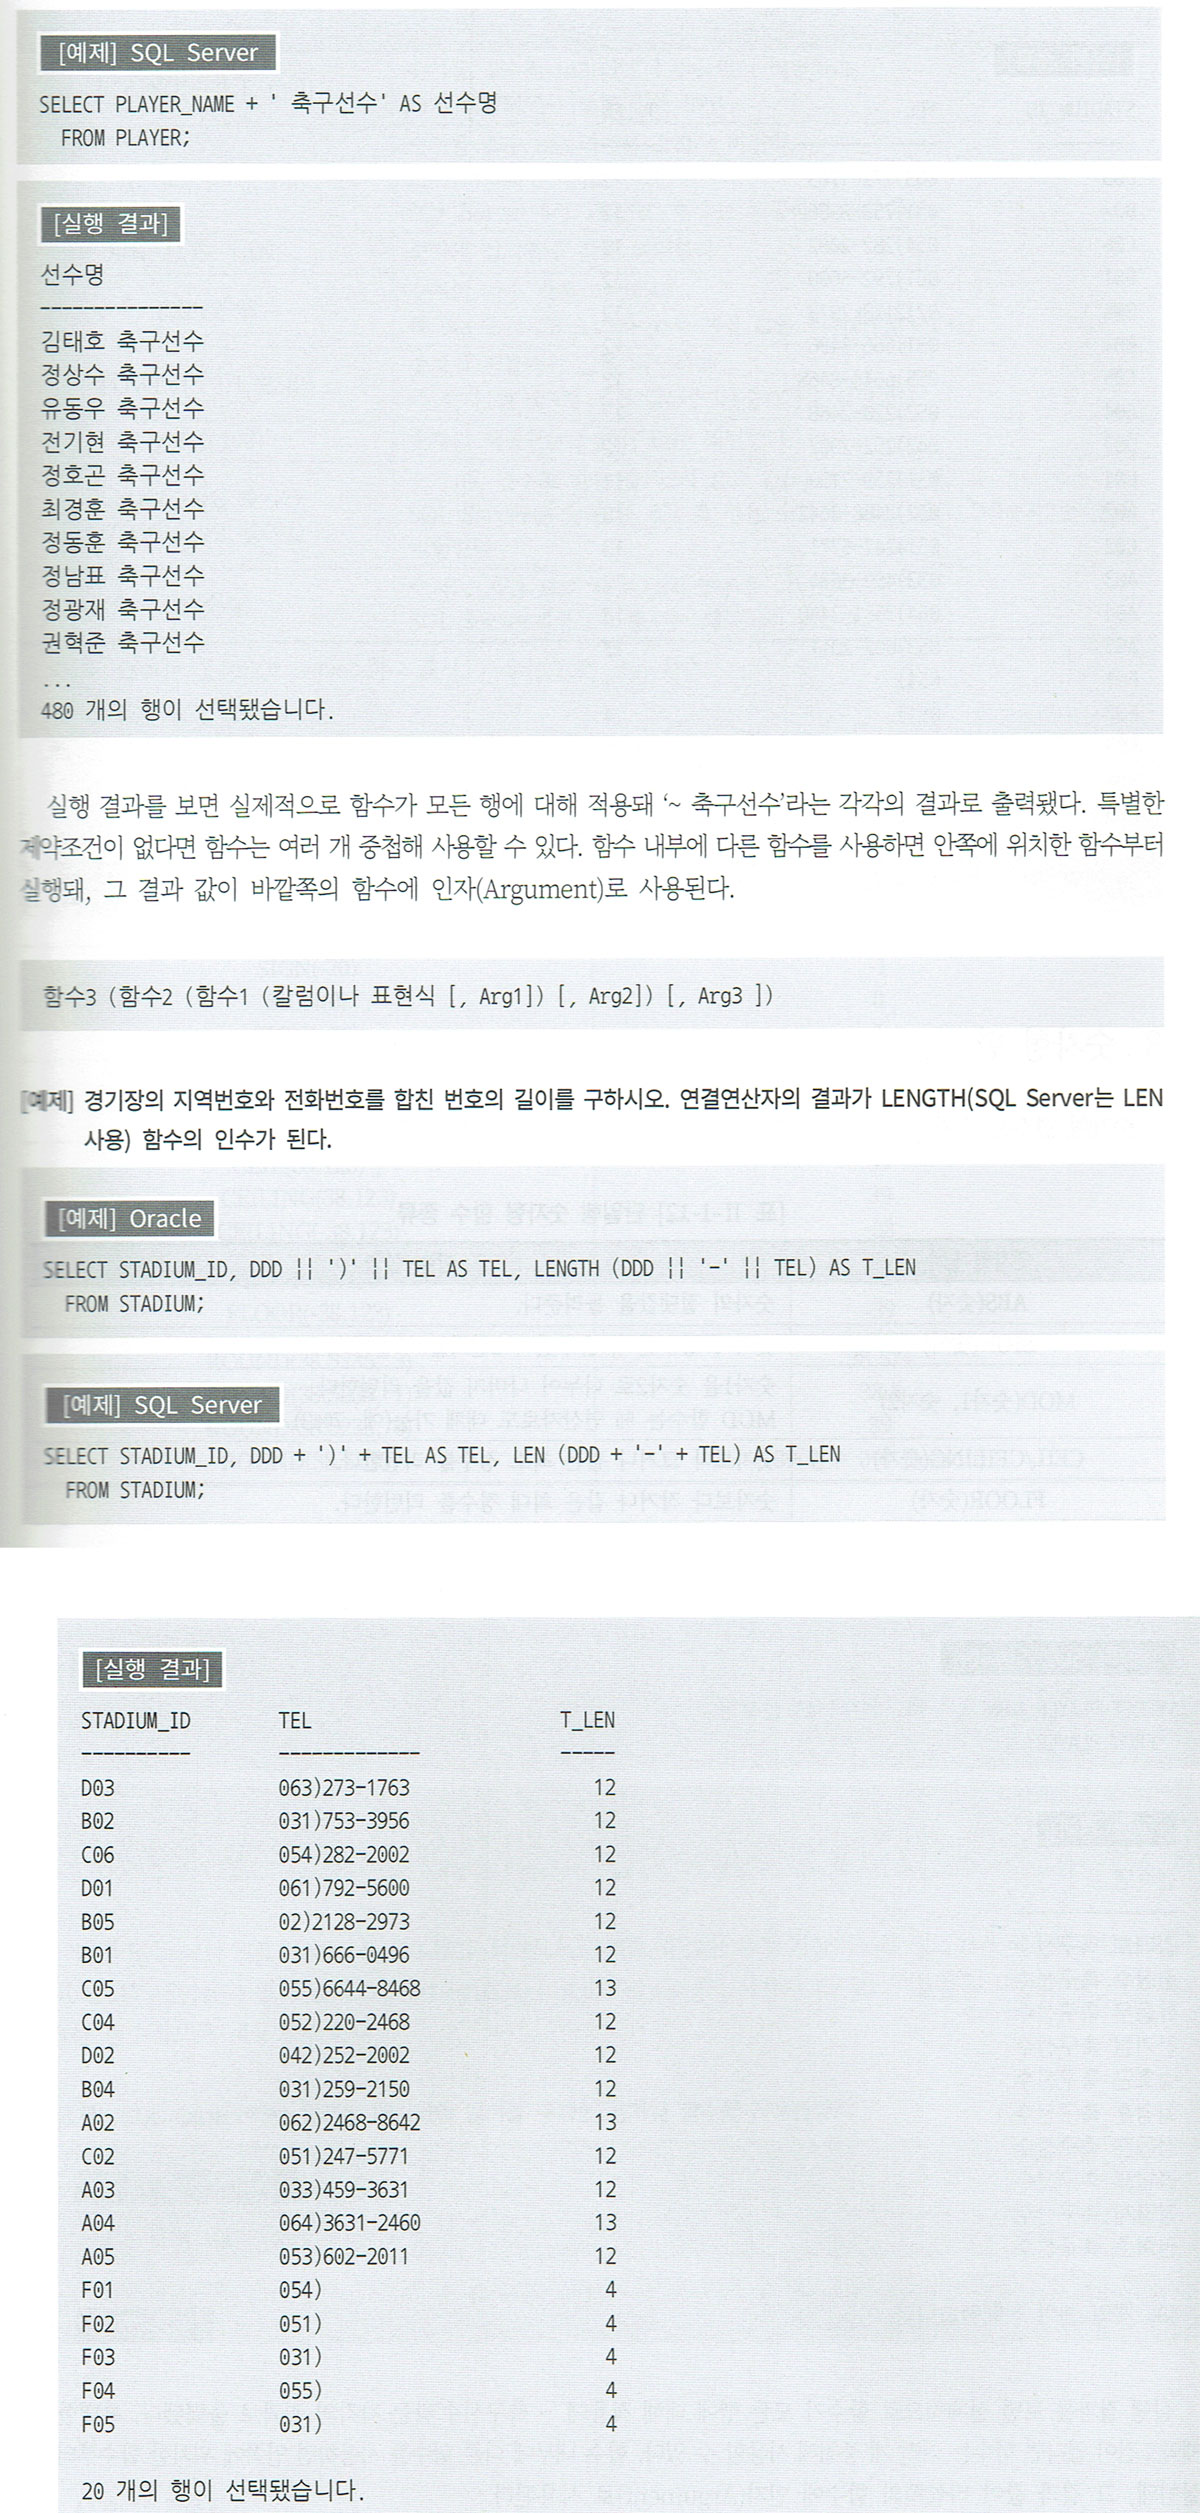 [예제] SQL Server
SELECT PLAYER_NAME + ' 축구선수' AS 선수명
FROM PLAYER;
[실행 결과]
선수명
---------------
김태호 축구선수
정상수 축구선수
유동우 축구선수
전기현 축구선수
정호곤 축구선수
최경훈 축구선수
정동훈 축구선수
정남표 축구선수
정광재 축구선수
권혁준 축구선수
...
480 개의 행이 선택됐습니다.
실행 결과를 보면 실제적으로 함수가 모든 행에 대해 적용돼 ‘~ 축구선수’라는 각각의 결과로 출력됐다. 특별한
제약조건이 없다면 함수는 여러 개 중첩해 사용할 수 있다. 함수 내부에 다른 함수를 사용하면 안쪽에 위치한 함수부터
실행돼, 그 결과 값이 바깥쪽의 함수에 인자(Argument)로 사용된다.
함수3 (함수2 (함수1 (칼럼이나 표현식 [, Arg1]) [, Arg2]) [, Arg3 ])
[예제] 경기장의 지역번호와 전화번호를 합친 번호의 길이를 구하시오. 연결연산자의 결과가 LENGTH(SQL Server는 LEN
사용) 함수의 인수가 된다.
[예제] Oracle
SELECT STADIUM_ID, DDD || ')' || TEL AS TEL, LENGTH (DDD || '-' || TEL) AS T_LEN
FROM STADIUM;
[예제] SQL Server
SELECT STADIUM_ID, DDD + ')' + TEL AS TEL, LEN (DDD + '-' + TEL) AS T_LEN
FROM STADIUM;
[실행 결과]
STADIUM_ID TEL T_LEN
---------- ------------- -----
D03 063)273-1763 12
B02 031)753-3956 12
C06 054)282-2002 12
D01 061)792-5600 12
B05 02)2128-2973 12
B01 031)666-0496 12
C05 055)6644-8468 13
C04 052)220-2468 12
D02 042)252-2002 12
B04 031)259-2150 12
A02 062)2468-8642 13
C02 051)247-5771 12
A03 033)459-3631 12
A04 064)3631-2460 13
A05 053)602-2011 12
F01 054) 4
F02 051) 4
F03 031) 4
F04 055) 4
F05 031) 4
20 개의 행이 선택됐습니다.